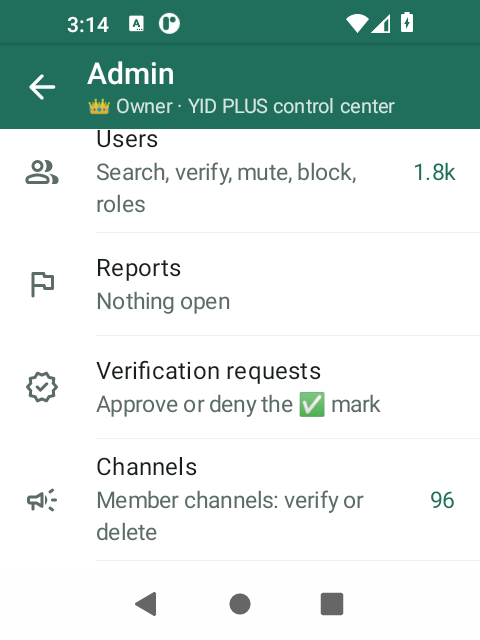 3:14
Admin
👑 Owner · YID PLUS control center
Users
Search, verify, mute, block,
roles
1.8k
Reports
Nothing open
Verification requests
Approve or deny the ✅ mark
Channels
Member channels: verify or
delete
96